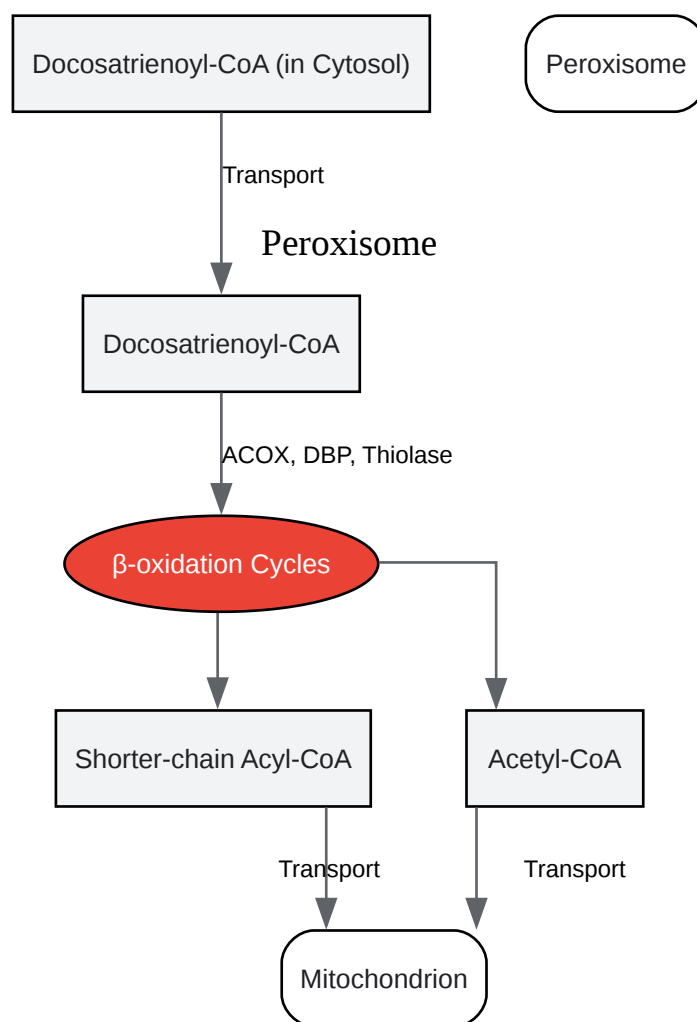 Docosatrienoyl-CoA (in Cytosol)
Peroxisome
Transport
Peroxisome
Docosatrienoyl-CoA
ACOX, DBP, Thiolase
β-oxidation Cycles
Shorter-chain Acyl-CoA
Acetyl-CoA
Transport
Transport
Mitochondrion